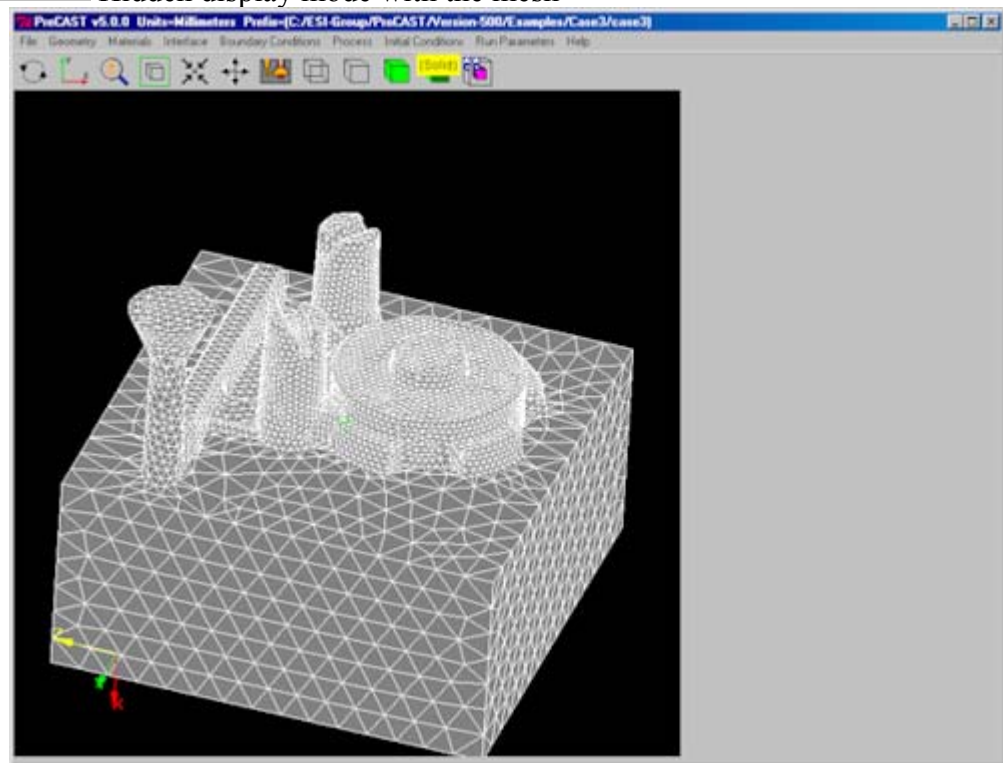 Hidden display mode with the mesh
PreCAST v5.0.0 Units=Millimeters Prefix=(C:/ESI-Group/ProCAST/Version-500/Examples/Case3/case3)
File Geometry Materials Interface Boundary Conditions Process Initial Conditions Run Parameters Help
(Solid)
Z
X